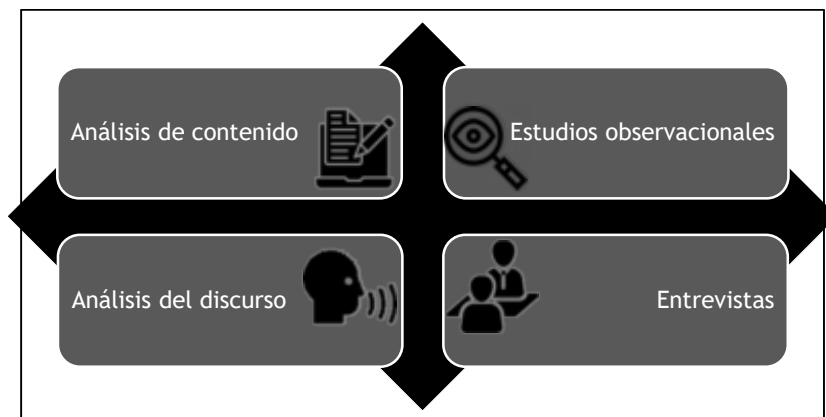 Análisis de contenido
Estudios observacionales
Análisis del discurso
Entrevistas